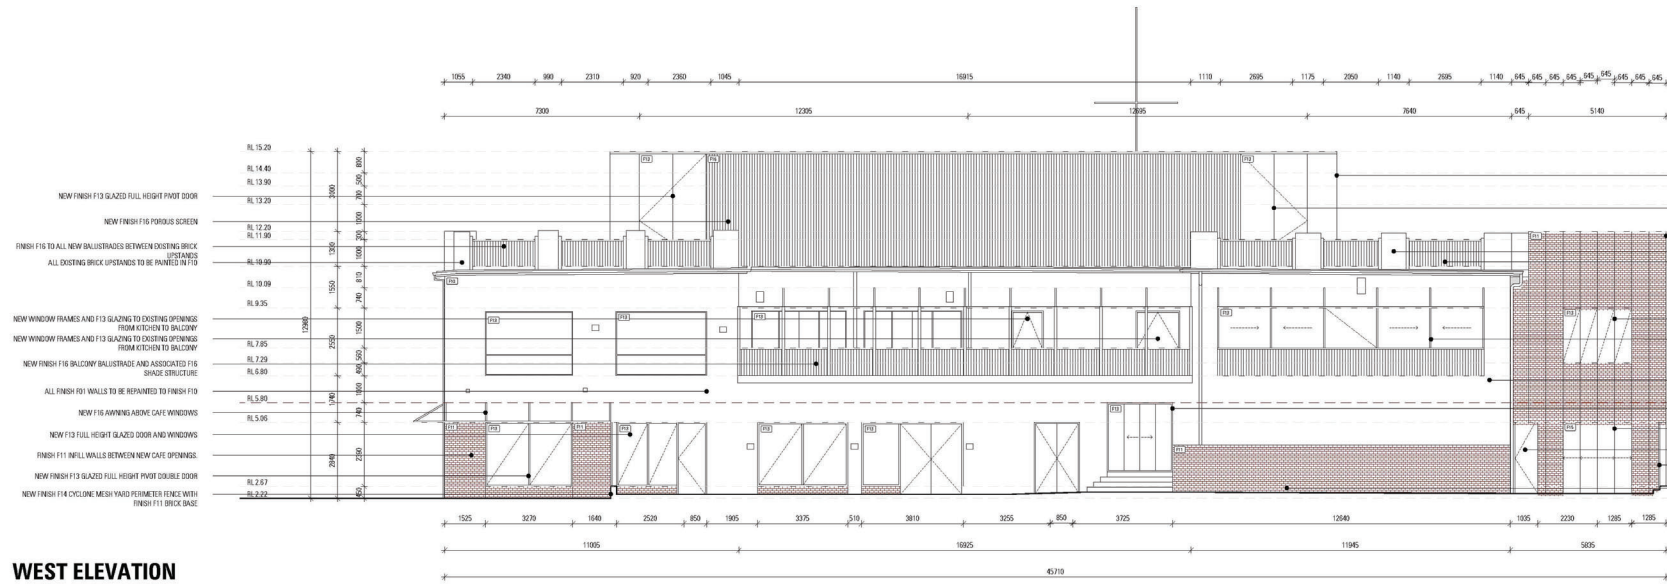 1055 2340 990 2310 920 2360 1045 16915 1110 2695 1175 2050 1140 2695 1140 645 645 645 645 645 645 645 645 645
7300 12305 12695 7640 645 5140
RL 15.20
RL 14.40
RL 13.90
RL 13.20
RL 12.20
RL 11.90
RL 10.90
RL 10.09
RL 9.35
RL 7.85
RL 7.29
RL 6.80
RL 5.80
RL 5.06
RL 2.67
RL 2.22
12980
3000
1300
1550
2550
1740
2840
800
500
700
1000
300
1000
810
740
1500
560
490
1000
740
2390
450
NEW FINISH F13 GLAZED FULL HEIGHT PIVOT DOOR
NEW FINISH F16 POROUS SCREEN
FINISH F16 TO ALL NEW BALUSTRADES BETWEEN EXISTING BRICK
UPSTANDS
ALL EXISTING BRICK UPSTANDS TO BE PAINTED IN F10
NEW WINDOW FRAMES AND F13 GLAZING TO EXISTING OPENINGS
FROM KITCHEN TO BALCONY
NEW WINDOW FRAMES AND F13 GLAZING TO EXISTING OPENINGS
FROM KITCHEN TO BALCONY
NEW FINISH F16 BALCONY BALUSTRADE AND ASSOCIATED F16
SHADE STRUCTURE
ALL FINISH F01 WALLS TO BE REPAINTED TO FINISH F10
NEW F16 AWNING ABOVE CAFE WINDOWS
NEW F13 FULL HEIGHT GLAZED DOOR AND WINDOWS
FINISH F11 INFILL WALLS BETWEEN NEW CAFE OPENINGS.
NEW FINISH F13 GLAZED FULL HEIGHT PIVOT DOUBLE DOOR
NEW FINISH F14 CYCLONE MESH YARD PERIMETER FENCE WITH
FINISH F11 BRICK BASE
F13 F16 F13
F11
F10
F13 F13 F13 F13 F13
F13
F11 F13 F11 F13 F13 F13
F11
1525 3270 1640 2520 850 1905 3375 510 3810 3255 850 3725 12640 1035 2230 1285 1285
11005 16925 11945 5835
45710
WEST ELEVATION